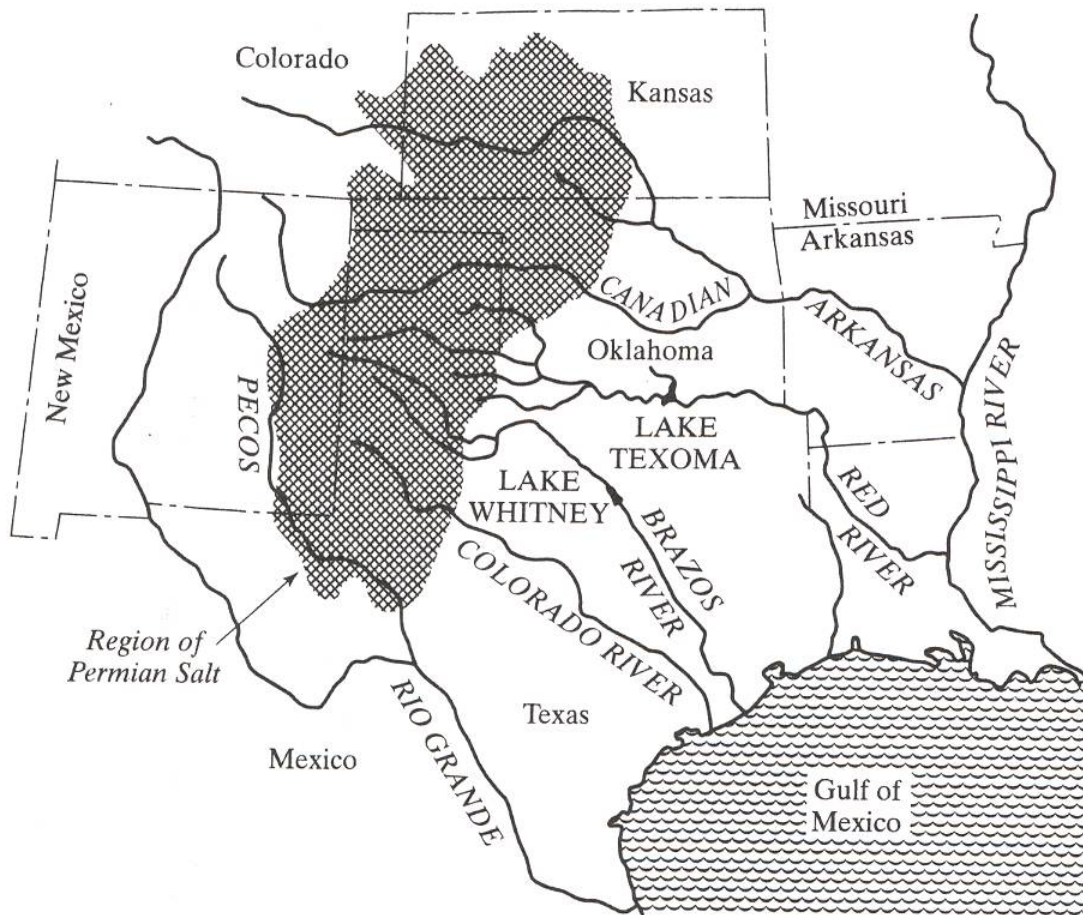 Colorado
Kansas
Missouri
Arkansas
New Mexico
CANADIAN
ARKANSAS
Oklahoma
PECOS
MISSISSIPPI RIVER
LAKE
TEXOMA
LAKE
WHITNEY
RED
RIVER
BRAZOS
RIVER
COLORADO RIVER
Region of
Permian Salt
RIO GRANDE
Texas
Mexico
Gulf of
Mexico